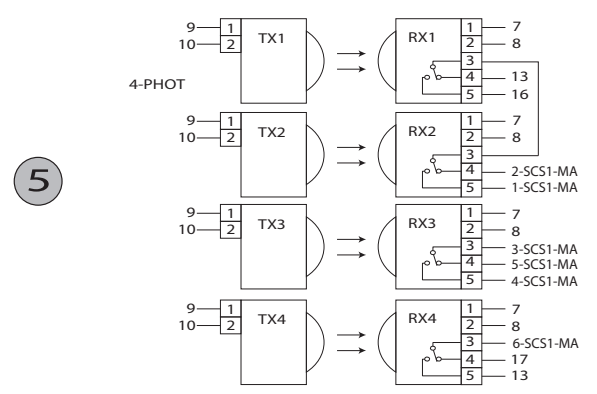 9 1 TX1 RX1 1 7
10 2 2 8
3
4-PHOT 4 13
5 16
9 1 TX2 RX2 1 7
10 2 2 8
3
5 4 2-SCS1-MA
5 1-SCS1-MA
9 1 TX3 RX3 1 7
10 2 2 8
3 3-SCS1-MA
4 5-SCS1-MA
5 4-SCS1-MA
9 1 TX4 RX4 1 7
10 2 2 8
3 6-SCS1-MA
4 17
5 13